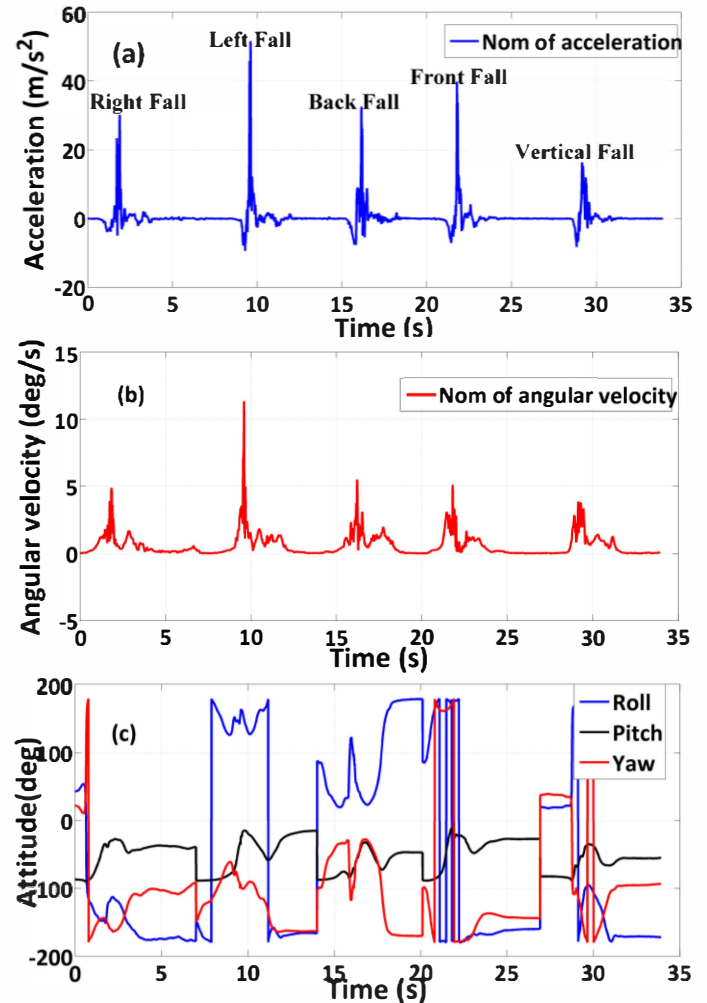 (a)
Left Fall
Nom of acceleration
Right Fall
Back Fall
Front Fall
Vertical Fall
Acceleration (m/s²)
60
40
20
0
-20
0 5 10 15 20 25 30 35
Time (s)
(b)
Nom of angular velocity
Angular velocity (deg/s)
15
10
5
0
-5
0 5 10 15 20 25 30 35
Time (s)
(c)
Roll
Pitch
Yaw
Attitude(deg)
200
100
0
-100
-200
0 5 10 15 20 25 30 35
Time (s)